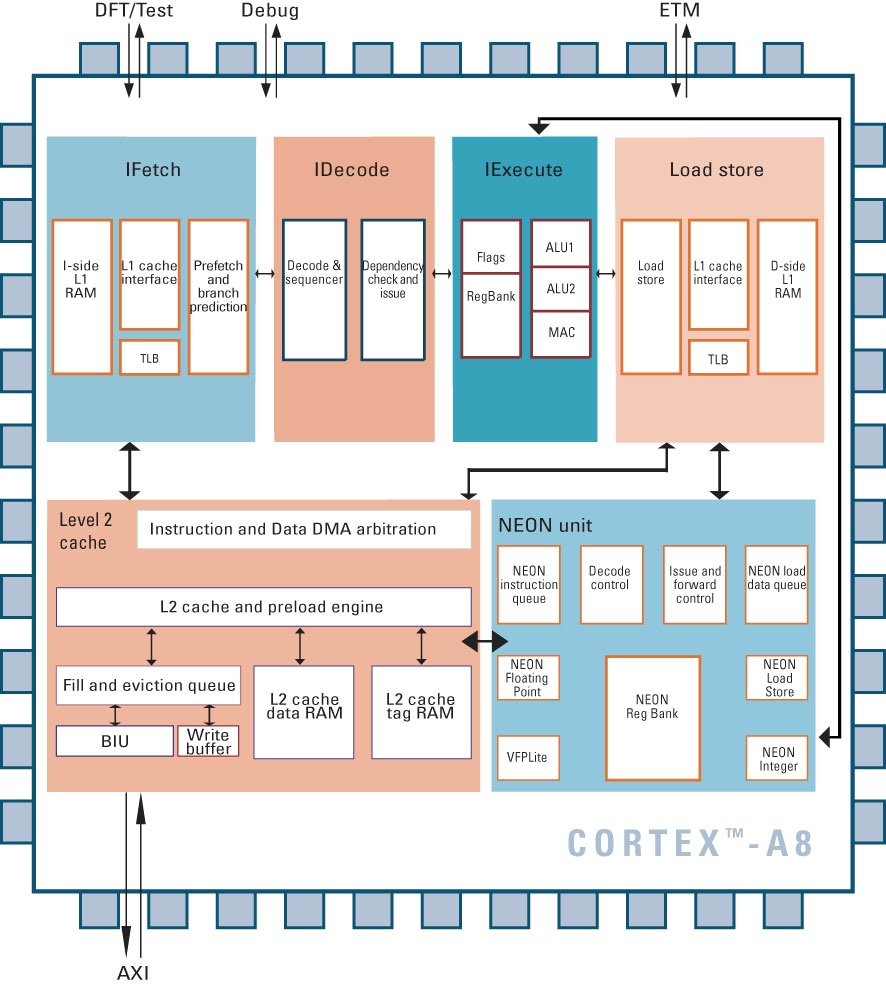 DFT/Test
Debug
ETM
IFetch
I-side
L1
RAM
L1 cache
interface
TLB
Prefetch
and
branch
prediction
IDecode
Decode &
sequencer
Dependency
check and
issue
IExecute
Flags
RegBank
ALU1
ALU2
MAC
Load store
Load
store
L1 cache
interface
TLB
D-side
L1
RAM
Level 2
cache
Instruction and Data DMA arbitration
L2 cache and preload engine
Fill and eviction queue
BIU
Write
buffer
L2 cache
data RAM
L2 cache
tag RAM
NEON unit
NEON
instruction
queue
Decode
control
Issue and
forward
control
NEON load
data queue
NEON
Floating
Point
NEON
Reg Bank
NEON
Load
Store
VFPLite
NEON
Integer
CORTEX™-A8
AXI